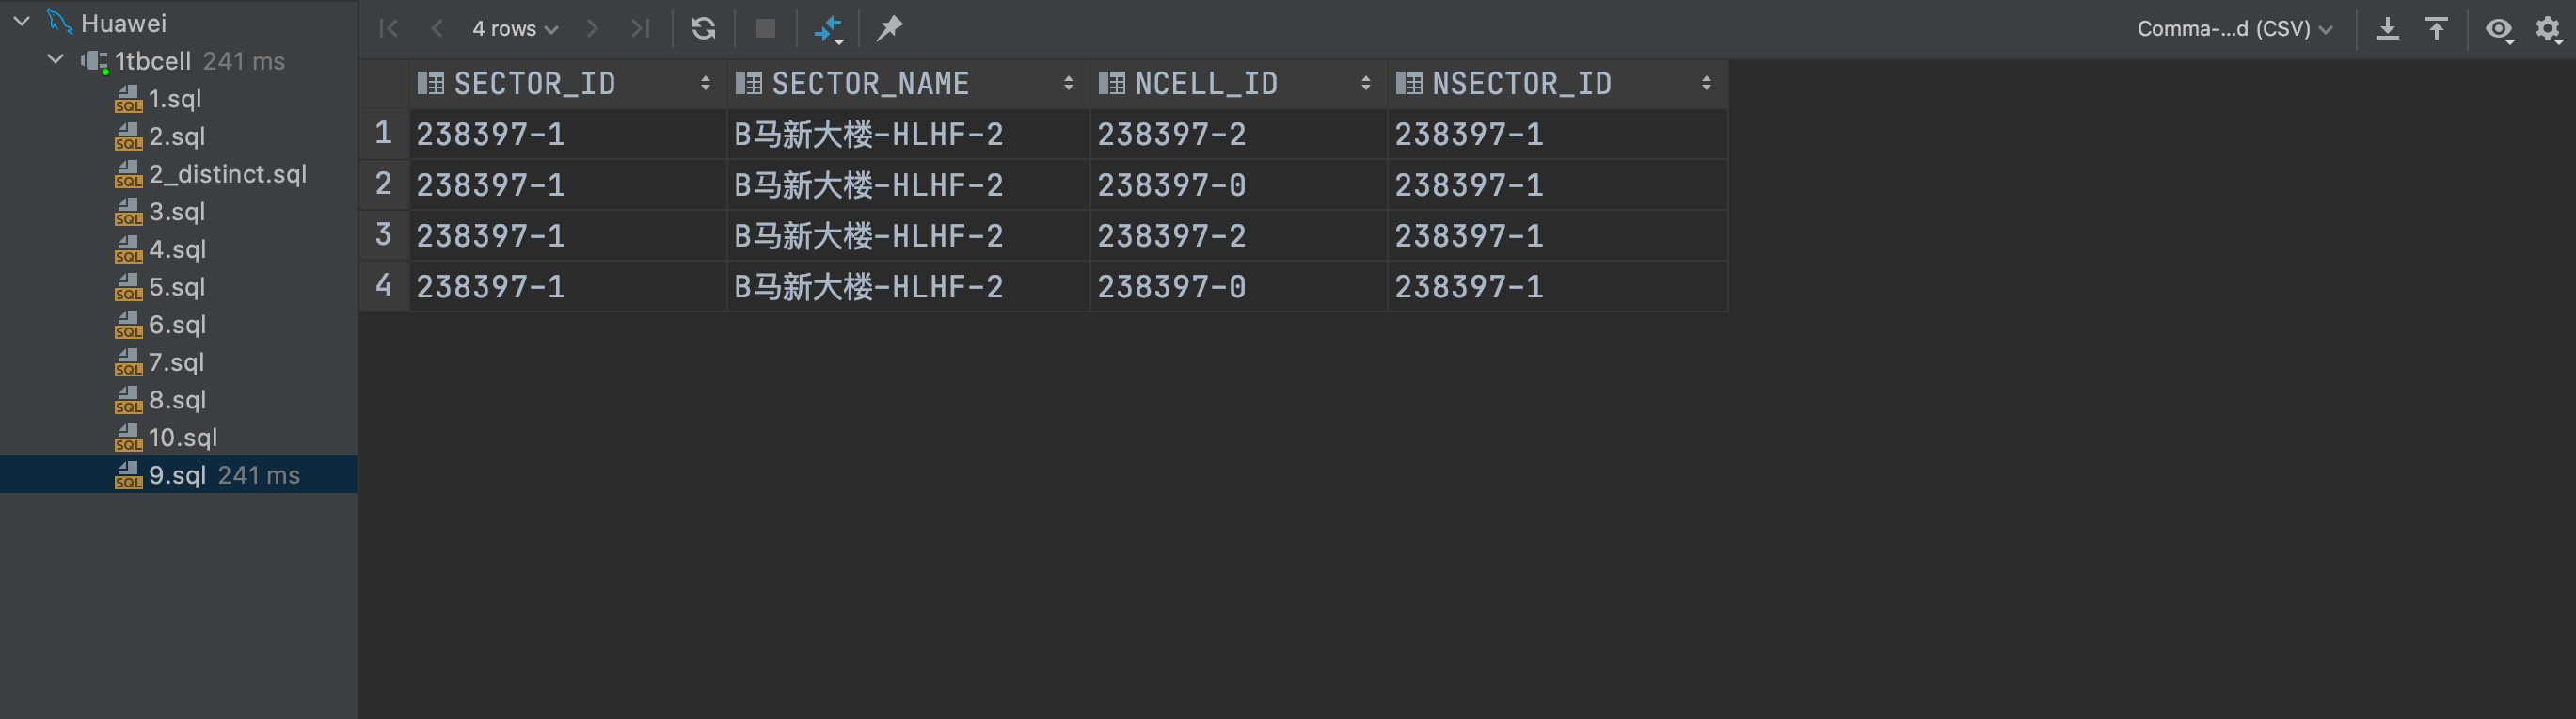 Huawei
1tbcell 241 ms
1.sql
2.sql
2_distinct.sql
3.sql
4.sql
5.sql
6.sql
7.sql
8.sql
10.sql
9.sql 241 ms
4 rows
Comma-...d (CSV)
SECTOR_ID SECTOR_NAME NCELL_ID NSECTOR_ID
1 238397-1 B马新大楼-HLHF-2 238397-2 238397-1
2 238397-1 B马新大楼-HLHF-2 238397-0 238397-1
3 238397-1 B马新大楼-HLHF-2 238397-2 238397-1
4 238397-1 B马新大楼-HLHF-2 238397-0 238397-1